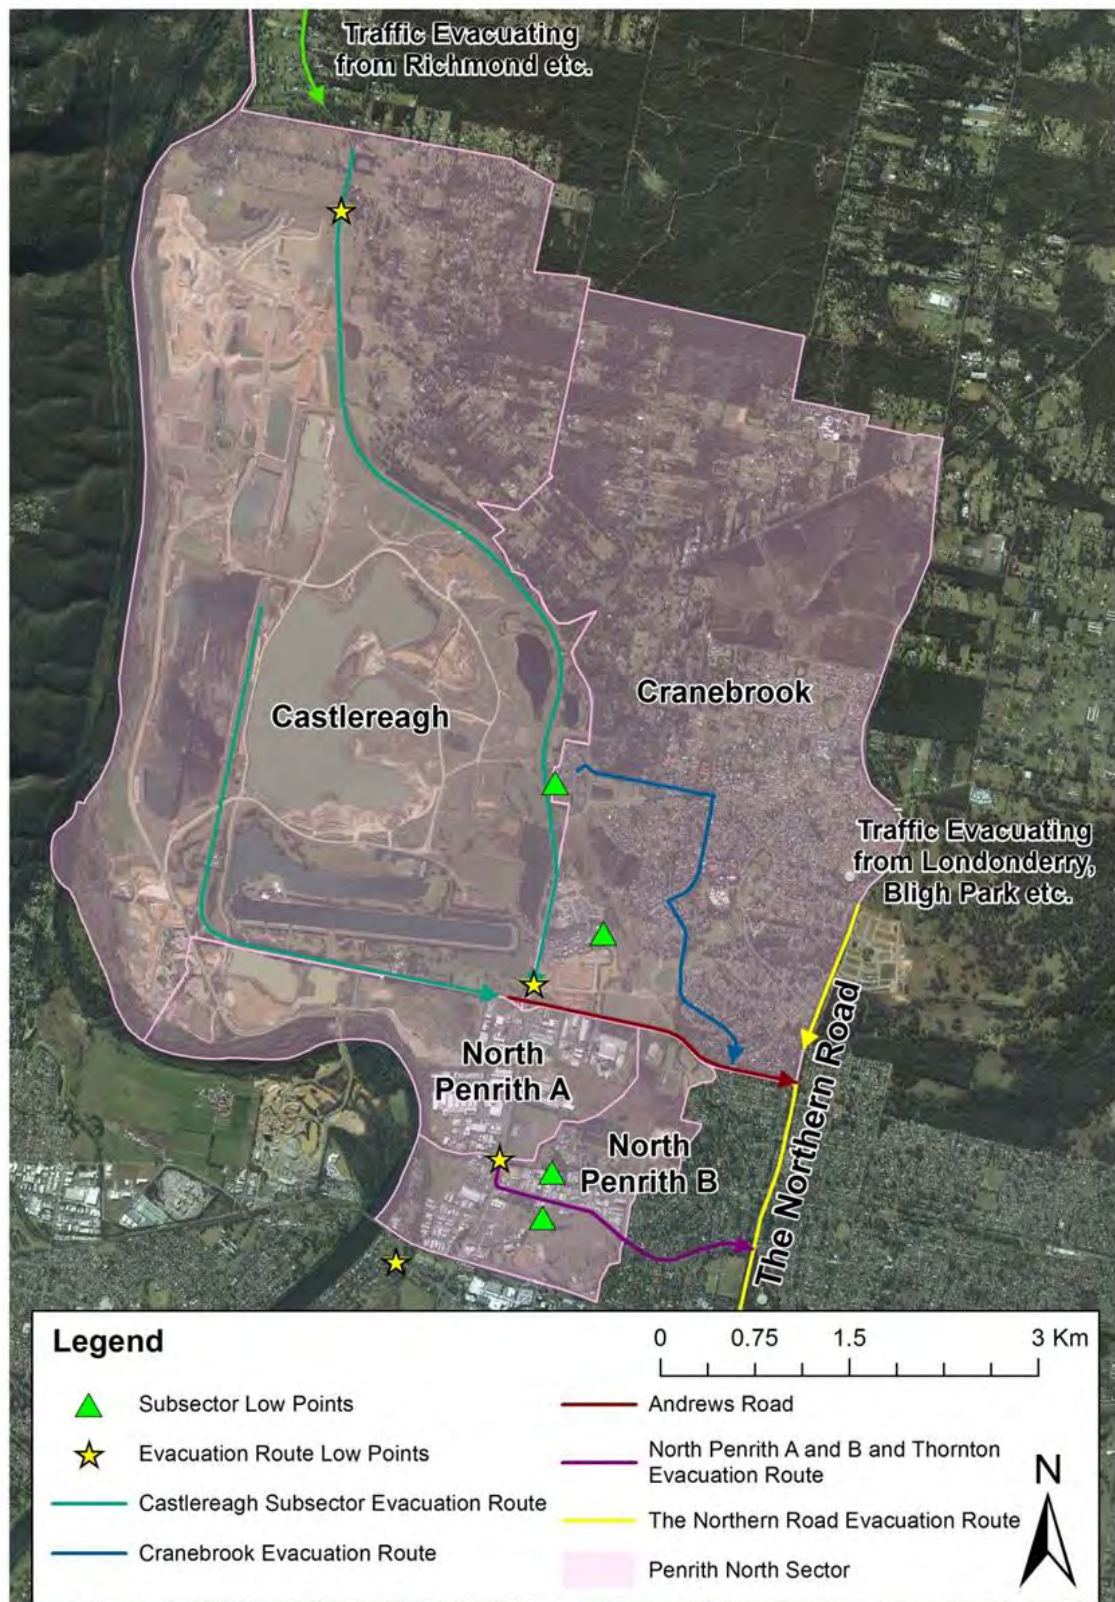 Traffic Evacuating
from Richmond etc.
Cranebrook
Castlereagh
Traffic Evacuating
from Londonderry,
Bligh Park etc.
The Northern Road
North
Penrith A
North
Penrith B
Legend
0 0.75 1.5 3 Km
Subsector Low Points
Evacuation Route Low Points
Castlereagh Subsector Evacuation Route
Cranebrook Evacuation Route
Andrews Road
North Penrith A and B and Thornton
Evacuation Route
The Northern Road Evacuation Route
Penrith North Sector
N